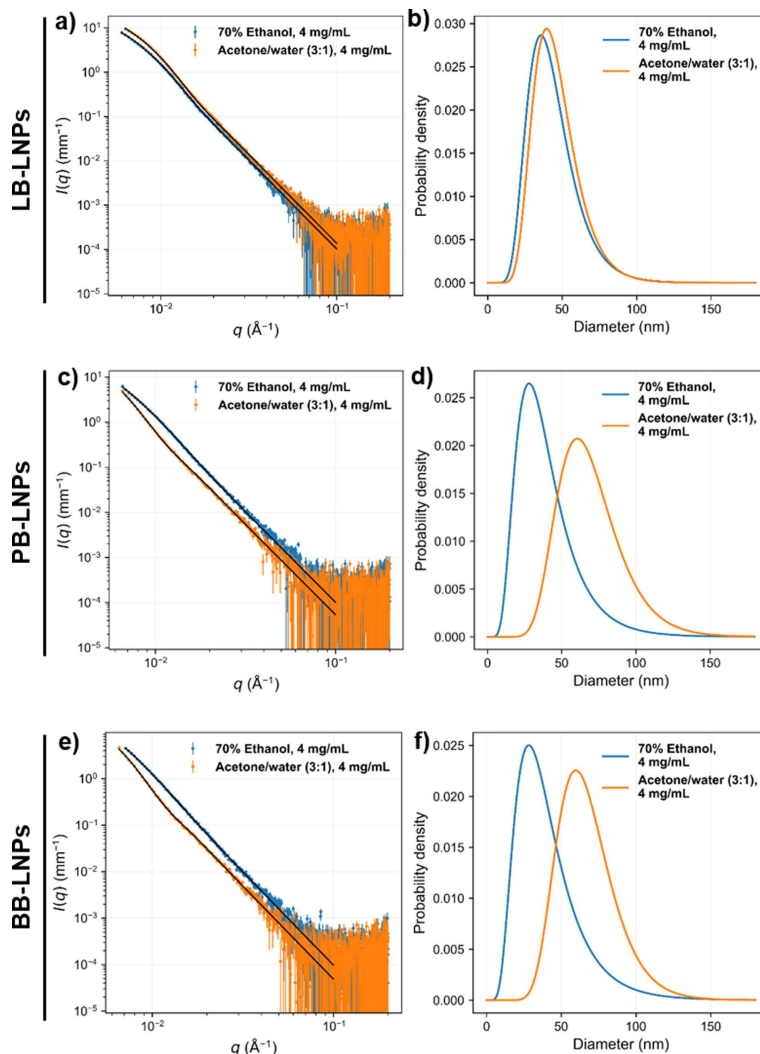 LB-LNPs
a)
70% Ethanol, 4 mg/mL
Acetone/water (3:1), 4 mg/mL
I(q) (mm⁻¹)
10¹
10⁰
10⁻¹
10⁻²
10⁻³
10⁻⁴
10⁻⁵
10⁻²
10⁻¹
q (Å⁻¹)
b)
70% Ethanol,
4 mg/mL
Acetone/water (3:1),
4 mg/mL
Probability density
0.030
0.025
0.020
0.015
0.010
0.005
0.000
0
50
100
150
Diameter (nm)
PB-LNPs
c)
70% Ethanol, 4 mg/mL
Acetone/water (3:1), 4 mg/mL
I(q) (mm⁻¹)
10¹
10⁰
10⁻¹
10⁻²
10⁻³
10⁻⁴
10⁻⁵
10⁻²
10⁻¹
q (Å⁻¹)
d)
70% Ethanol,
4 mg/mL
Acetone/water (3:1),
4 mg/mL
Probability density
0.025
0.020
0.015
0.010
0.005
0.000
0
50
100
150
Diameter (nm)
BB-LNPs
e)
70% Ethanol, 4 mg/mL
Acetone/water (3:1), 4 mg/mL
I(q) (mm⁻¹)
10⁰
10⁻¹
10⁻²
10⁻³
10⁻⁴
10⁻⁵
10⁻²
10⁻¹
q (Å⁻¹)
f)
70% Ethanol,
4 mg/mL
Acetone/water (3:1),
4 mg/mL
Probability density
0.025
0.020
0.015
0.010
0.005
0.000
0
50
100
150
Diameter (nm)